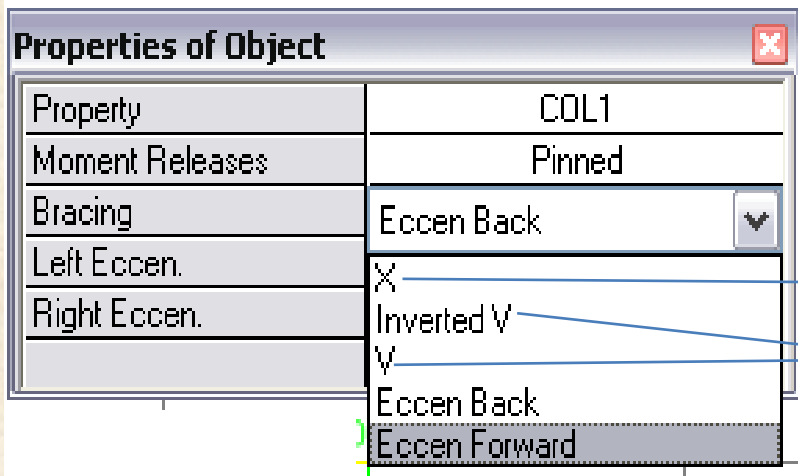 Properties of Object
Property COL1
Moment Releases Pinned
Bracing Eccen Back
Left Eccen.
Right Eccen.
X
Inverted V
V
Eccen Back
Eccen Forward